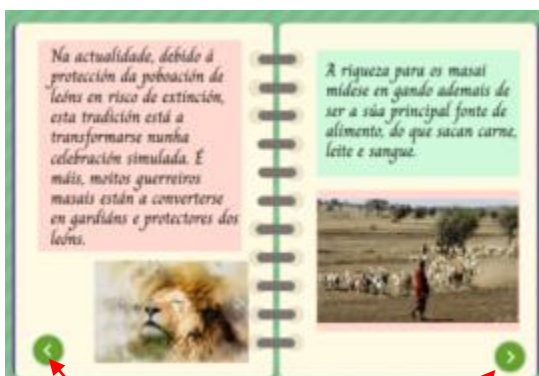 Na actualidade, debido á
protección da poboación de
leóns en risco de extinción,
esta tradición está a
transformarse nunha
celebración simulada. É
máis, moitos guerreiros
masais están a converterse
en gardiáns e protectores dos
leóns.
A riqueza para os masai
mídese en gando ademais de
ser a súa principal fonte de
alimento, do que sacan carne,
leite e sangue.